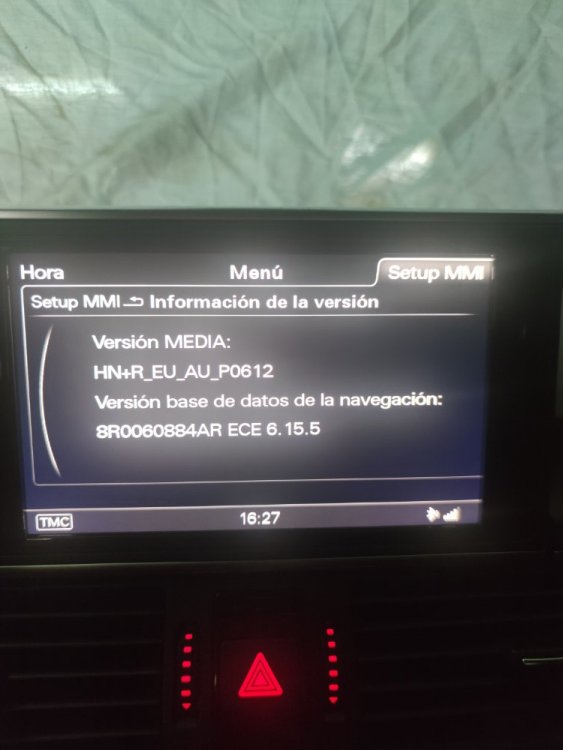 Hora Menú Setup MMI
Setup MMI Información de la versión
Versión MEDIA:
HN+R_EU_AU_P0612
Versión base de datos de la navegación:
8R0060884AR ECE 6.15.5
TMC 16:27